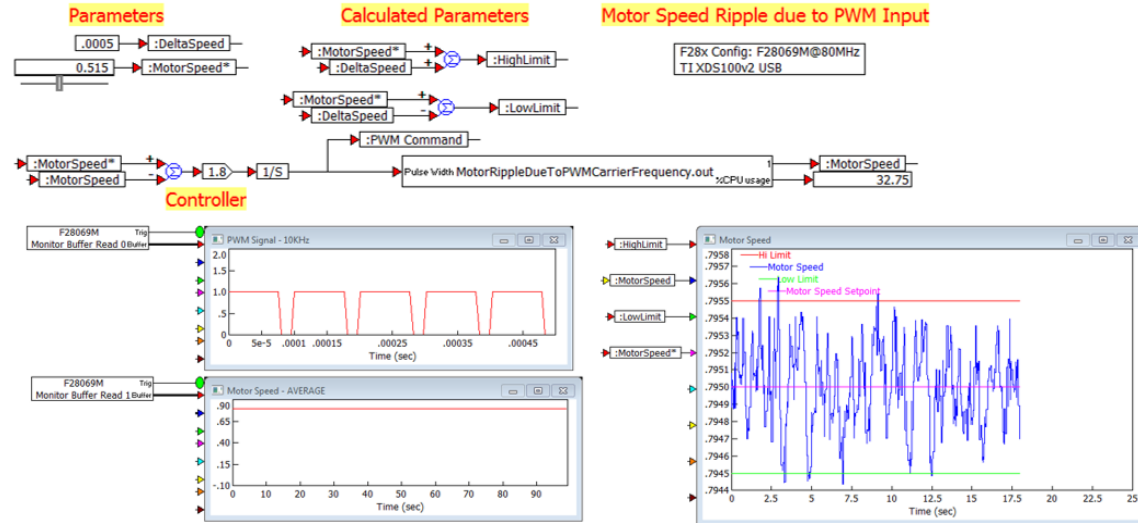 Parameters
Calculated Parameters
Motor Speed Ripple due to PWM Input
.0005
:DeltaSpeed
0.515
:MotorSpeed*
:MotorSpeed*
:DeltaSpeed
+
+
Σ
:HighLimit
F28x Config: F28069M@80MHz
TI XDS100v2 USB
:MotorSpeed*
:DeltaSpeed
+
-
Σ
:LowLimit
:PWM Command
:MotorSpeed*
:MotorSpeed
+
-
Σ
1.8
1/S
Pulse Width MotorRippleDueToPWMCarrierFrequency.out
1
%CPU usage
:MotorSpeed
32.75
Controller
F28069M
Monitor Buffer Read 0
Trig
Buffer
PWM Signal - 10KHz
2.0
1.5
1.0
.5
0
0 5e-5 .0001 .00015 .00025 .00035 .00045
Time (sec)
F28069M
Monitor Buffer Read 1
Trig
Buffer
Motor Speed - AVERAGE
.90
.65
.40
.15
-.10
0 10 20 30 40 50 60 70 80 90
Time (sec)
:HighLimit
:MotorSpeed
:LowLimit
:MotorSpeed*
Motor Speed
Hi Limit
Motor Speed
Low Limit
Motor Speed Setpoint
.7958
.7957
.7955
.7954
.7952
.7951
.7950
.7948
.7947
.7945
.7944
0 2.5 5 7.5 10 12.5 15 17.5 20 22.5 25
Time (sec)